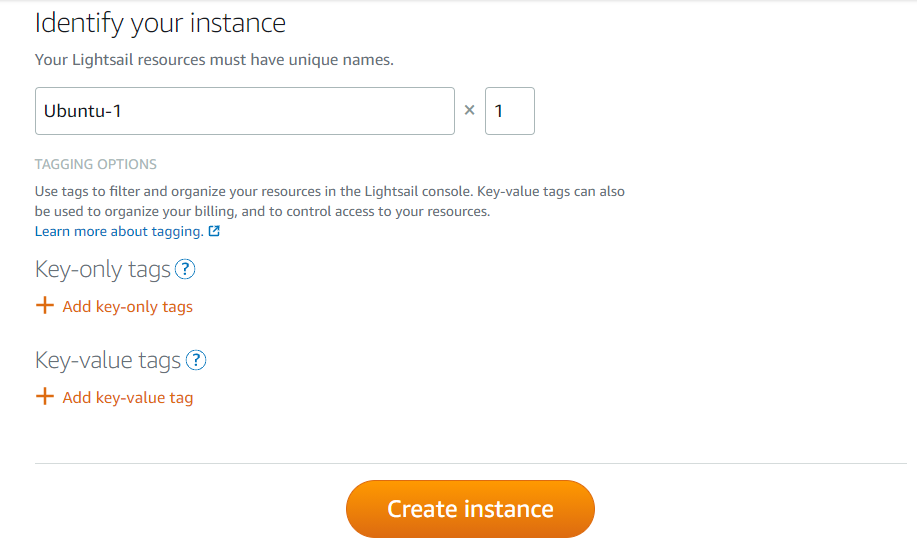 Identify your instance
Your Lightsail resources must have unique names.
Ubuntu-1 × 1
TAGGING OPTIONS
Use tags to filter and organize your resources in the Lightsail console. Key-value tags can also
be used to organize your billing, and to control access to your resources.
Learn more about tagging.
Key-only tags ?
+ Add key-only tags
Key-value tags ?
+ Add key-value tag
Create instance